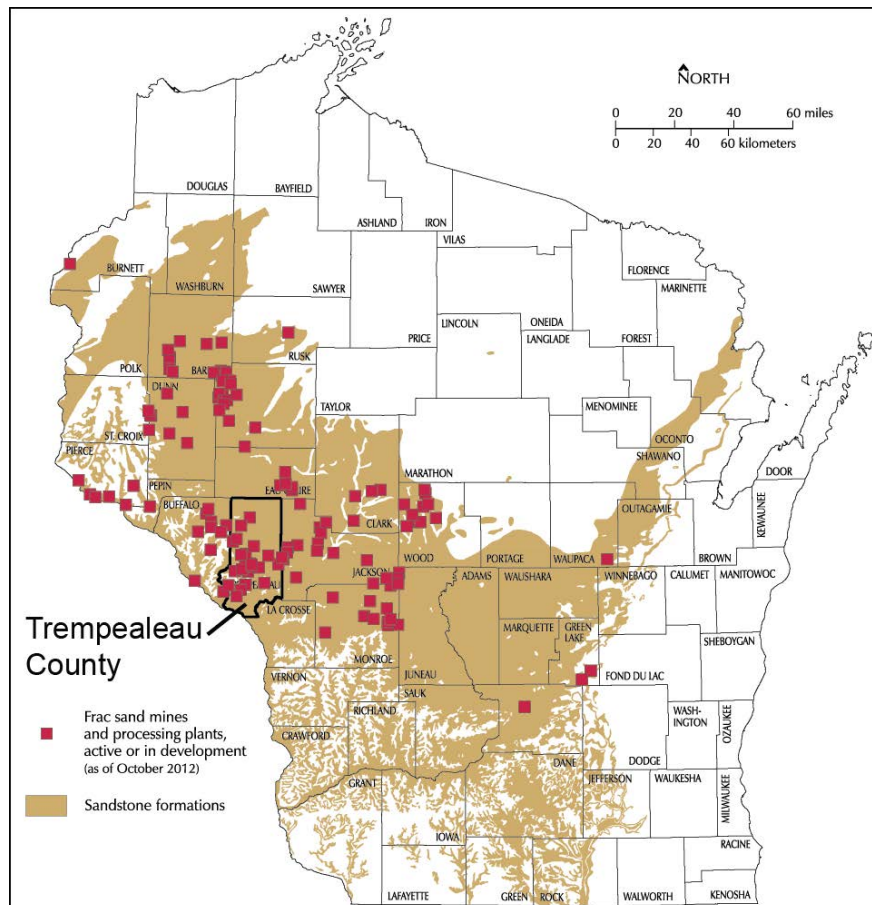 NORTH
0 20 40 60 miles
0 20 40 60 kilometers
DOUGLAS
BAYFIELD
ASHLAND
IRON
VILAS
BURNETT
WASHBURN
SAWYER
FLORENCE
MARINETTE
PRICE
LINCOLN
ONEIDA
FOREST
LANGLADE
POLK
RUSK
DUNN
TAYLOR
MENOMINEE
OCONTO
ST. CROIX
PIERCE
MARATHON
SHAWANO
DOOR
PEPIN
BUFFALO
CLARK
OUTAGAMIE
KEWAUNEE
WOOD
PORTAGE
WAUPACA
BROWN
JACKSON
ADAMS
WAUSHARA
WINNEBAGO
CALUMET
MANITOWOC
LA CROSSE
MARQUETTE
GREEN
LAKE
Trempealeau
County
MONROE
SHEBOYGAN
VERNON
JUNEAU
FOND DU LAC
SAUK
RICHLAND
WASH-
INGTON
OZAUKEE
Frac sand mines
and processing plants,
active or in development
(as of October 2012)
CRAWFORD
DODGE
DANE
GRANT
JEFFERSON
WAUKESHA
MILWAUKEE
Sandstone formations
IOWA
RACINE
LAFAYETTE
GREEN
ROCK
WALWORTH
KENOSHA